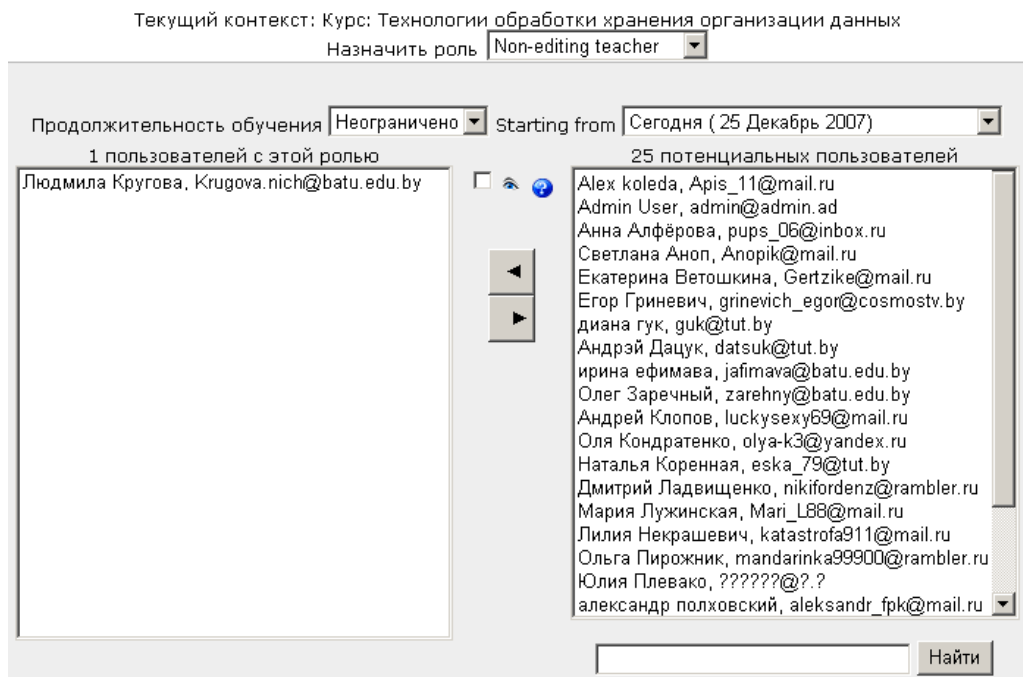 Текущий контекст: Курс: Технологии обработки хранения организации данных
Назначить роль Non-editing teacher
Продолжительность обучения Неограничено Starting from Сегодня ( 25 Декабрь 2007)
1 пользователей с этой ролью
25 потенциальных пользователей
Людмила Кругова, Krugova.nich@batu.edu.by
Alex koleda, Apis_11@mail.ru
Admin User, admin@admin.ad
Анна Алфёрова, pups_06@inbox.ru
Светлана Аноп, Anopik@mail.ru
Екатерина Ветошкина, Gertzike@mail.ru
Егор Гриневич, grinevich_egor@cosmostv.by
диана гук, guk@tut.by
Андрэй Дацук, datsuk@tut.by
ирина ефимава, jafimava@batu.edu.by
Олег Заречный, zarehny@batu.edu.by
Андрей Клопов, luckysexy69@mail.ru
Оля Кондратенко, olya-k3@yandex.ru
Наталья Коренная, eska_79@tut.by
Дмитрий Ладвищенко, nikifordenz@rambler.ru
Мария Лужинская, Mari_L88@mail.ru
Лилия Некрашевич, katastrofa911@mail.ru
Ольга Пирожник, mandarinka99900@rambler.ru
Юлия Плевако, ??????@?.?
александр полховский, aleksandr_fpk@mail.ru
Найти